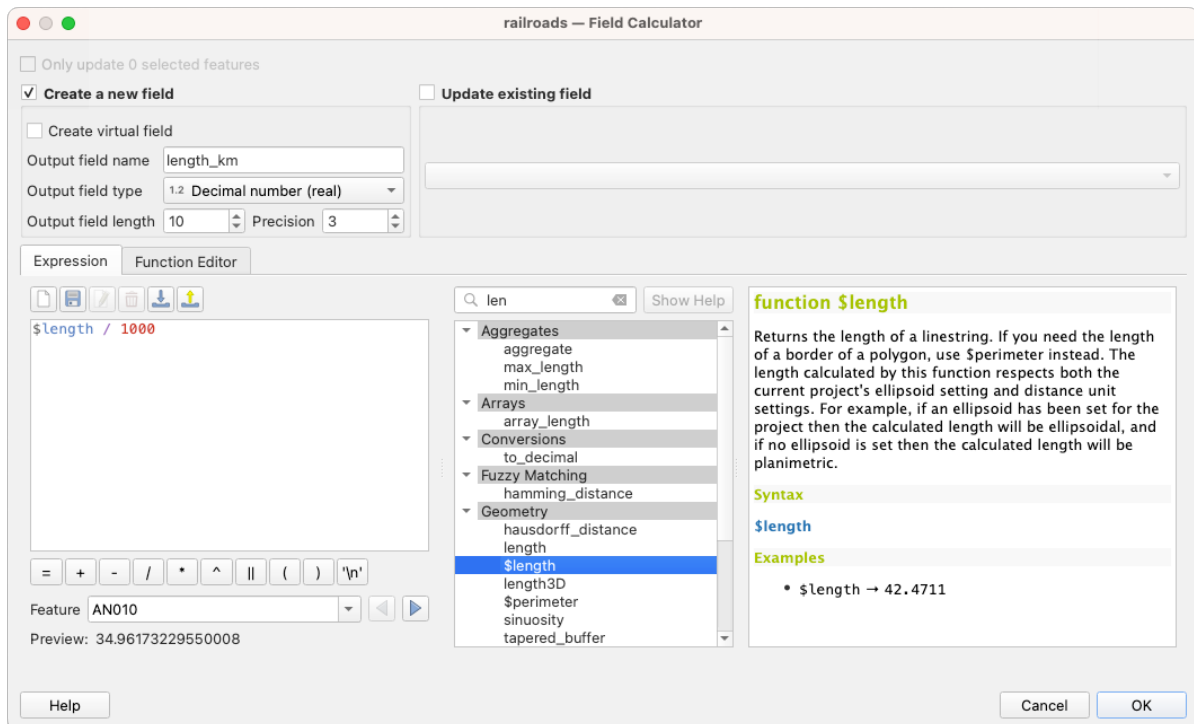 railroads — Field Calculator
Only update 0 selected features
Create a new field
Update existing field
Create virtual field
Output field name length_km
Output field type 1.2 Decimal number (real)
Output field length 10 Precision 3
Expression Function Editor
len Show Help
$length / 1000
Aggregates
aggregate
max_length
min_length
Arrays
array_length
Conversions
to_decimal
Fuzzy Matching
hamming_distance
Geometry
hausdorff_distance
length
$length
length3D
$perimeter
sinuosity
tapered_buffer
function $length
Returns the length of a linestring. If you need the length
of a border of a polygon, use $perimeter instead. The
length calculated by this function respects both the
current project's ellipsoid setting and distance unit
settings. For example, if an ellipsoid has been set for the
project then the calculated length will be ellipsoidal, and
if no ellipsoid is set then the calculated length will be
planimetric.
Syntax
$length
Examples
• $length → 42.4711
= + - / * ^ || ( ) '\n'
Feature AN010
Preview: 34.96173229550008
Help Cancel OK